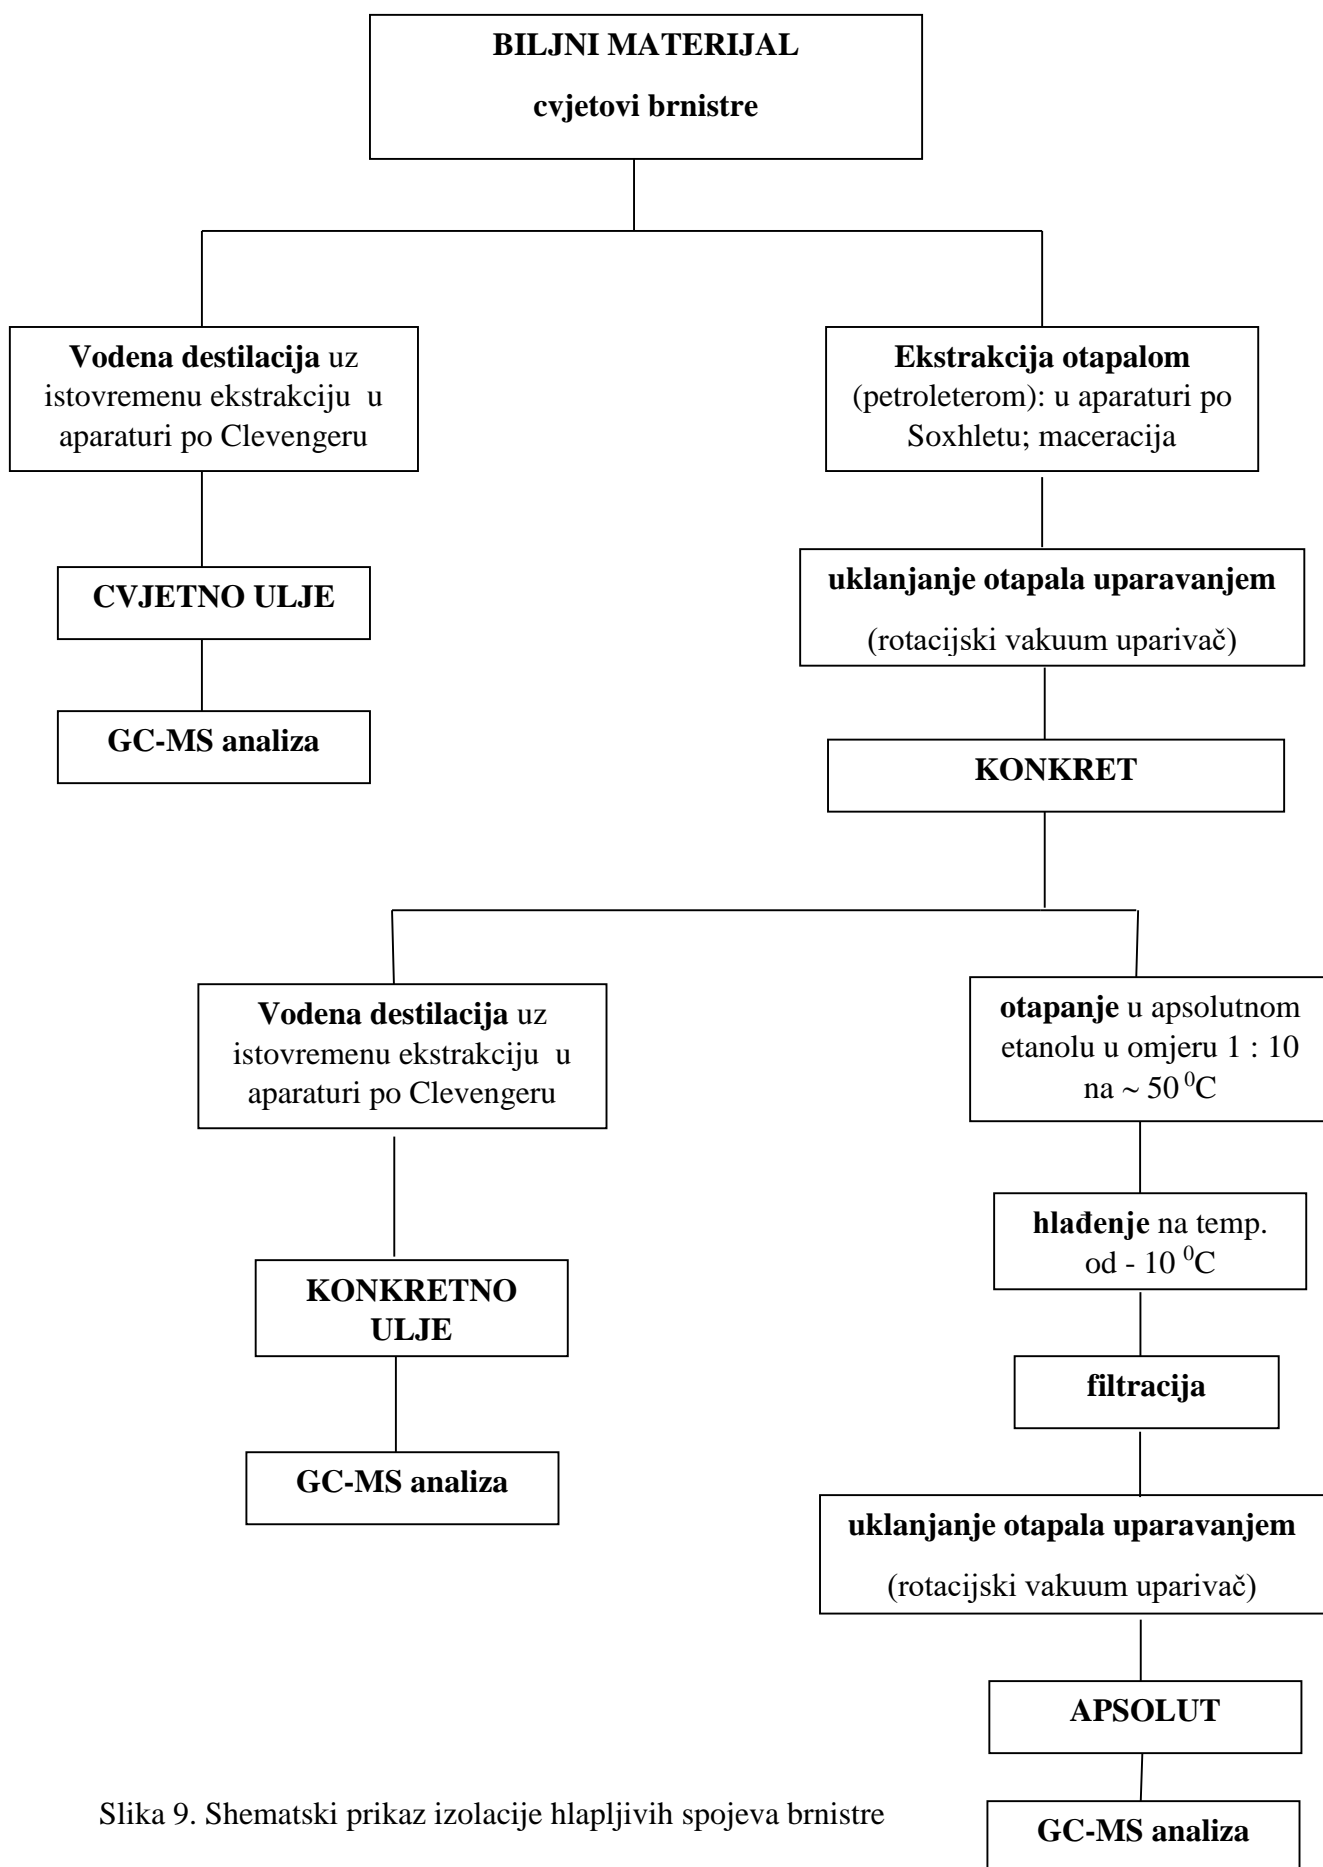 BILJNI MATERIJAL
cvjetovi brnistre
Vodena destilacija uz
istovremenu ekstrakciju u
aparaturi po Clevengeru
CVJETNO ULJE
GC-MS analiza
Ekstrakcija otapalom
(petroleterom): u aparaturi po
Soxhletu; maceracija
uklanjanje otapala uparavanjem
(rotacijski vakuum uparivač)
KONKRET
Vodena destilacija uz
istovremenu ekstrakciju u
aparaturi po Clevengeru
KONKRETNO
ULJE
GC-MS analiza
otapanje u apsolutnom
etanolu u omjeru 1 : 10
na ~ 50 ⁰C
hlađenje na temp.
od - 10 ⁰C
filtracija
uklanjanje otapala uparavanjem
(rotacijski vakuum uparivač)
APSOLUT
GC-MS analiza
Slika 9. Shematski prikaz izolacije hlapljivih spojeva brnistre